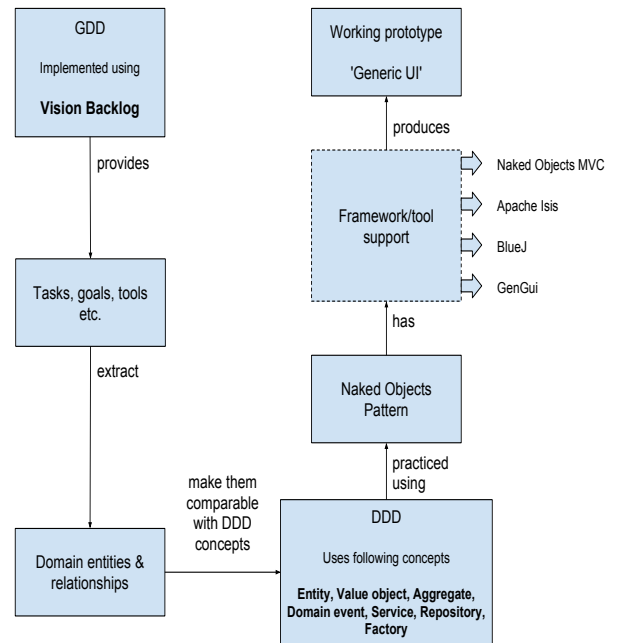 GDD
Implemented using
Vision Backlog
provides
Tasks, goals, tools
etc.
extract
Domain entities &
relationships
make them
comparable
with DDD
concepts
DDD
Uses following concepts
Entity, Value object, Aggregate,
Domain event, Service, Repository,
Factory
practiced
using
Naked Objects
Pattern
has
Framework/tool
support
Naked Objects MVC
Apache Isis
BlueJ
GenGui
produces
Working prototype
'Generic UI'